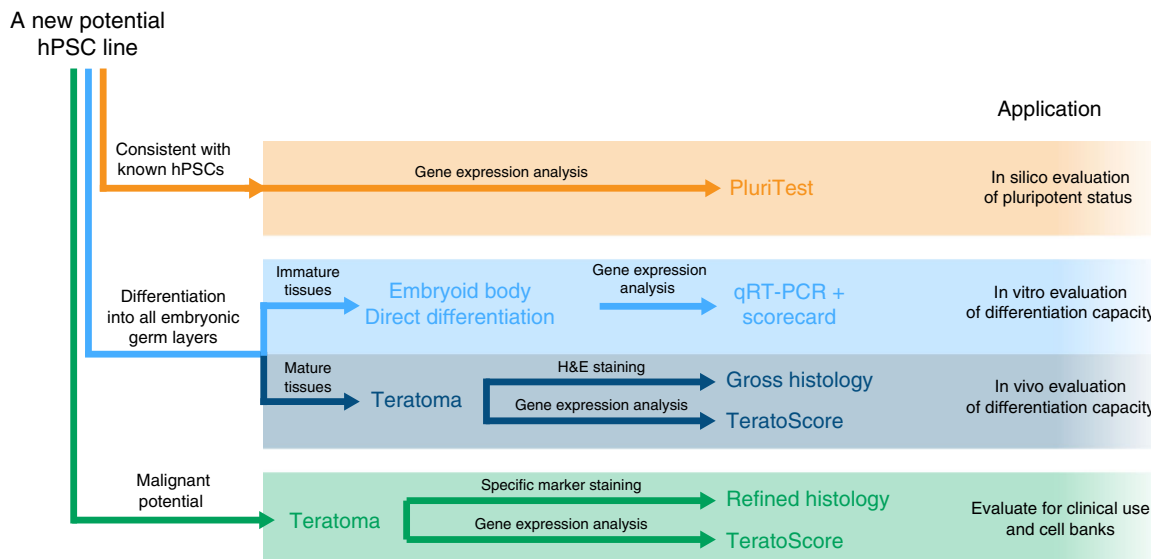 A new potential
hPSC line
Application
Consistent with
known hPSCs
Gene expression analysis
PluriTest
In silico evaluation
of pluripotent status
Differentiation
into all embryonic
germ layers
Immature
tissues
Embryoid body
Direct differentiation
Gene expression
analysis
qRT-PCR +
scorecard
In vitro evaluation
of differentiation capacity
Mature
tissues
Teratoma
H&E staining
Gross histology
Gene expression analysis
TeratoScore
In vivo evaluation
of differentiation capacity
Malignant
potential
Teratoma
Specific marker staining
Refined histology
Gene expression analysis
TeratoScore
Evaluate for clinical use
and cell banks